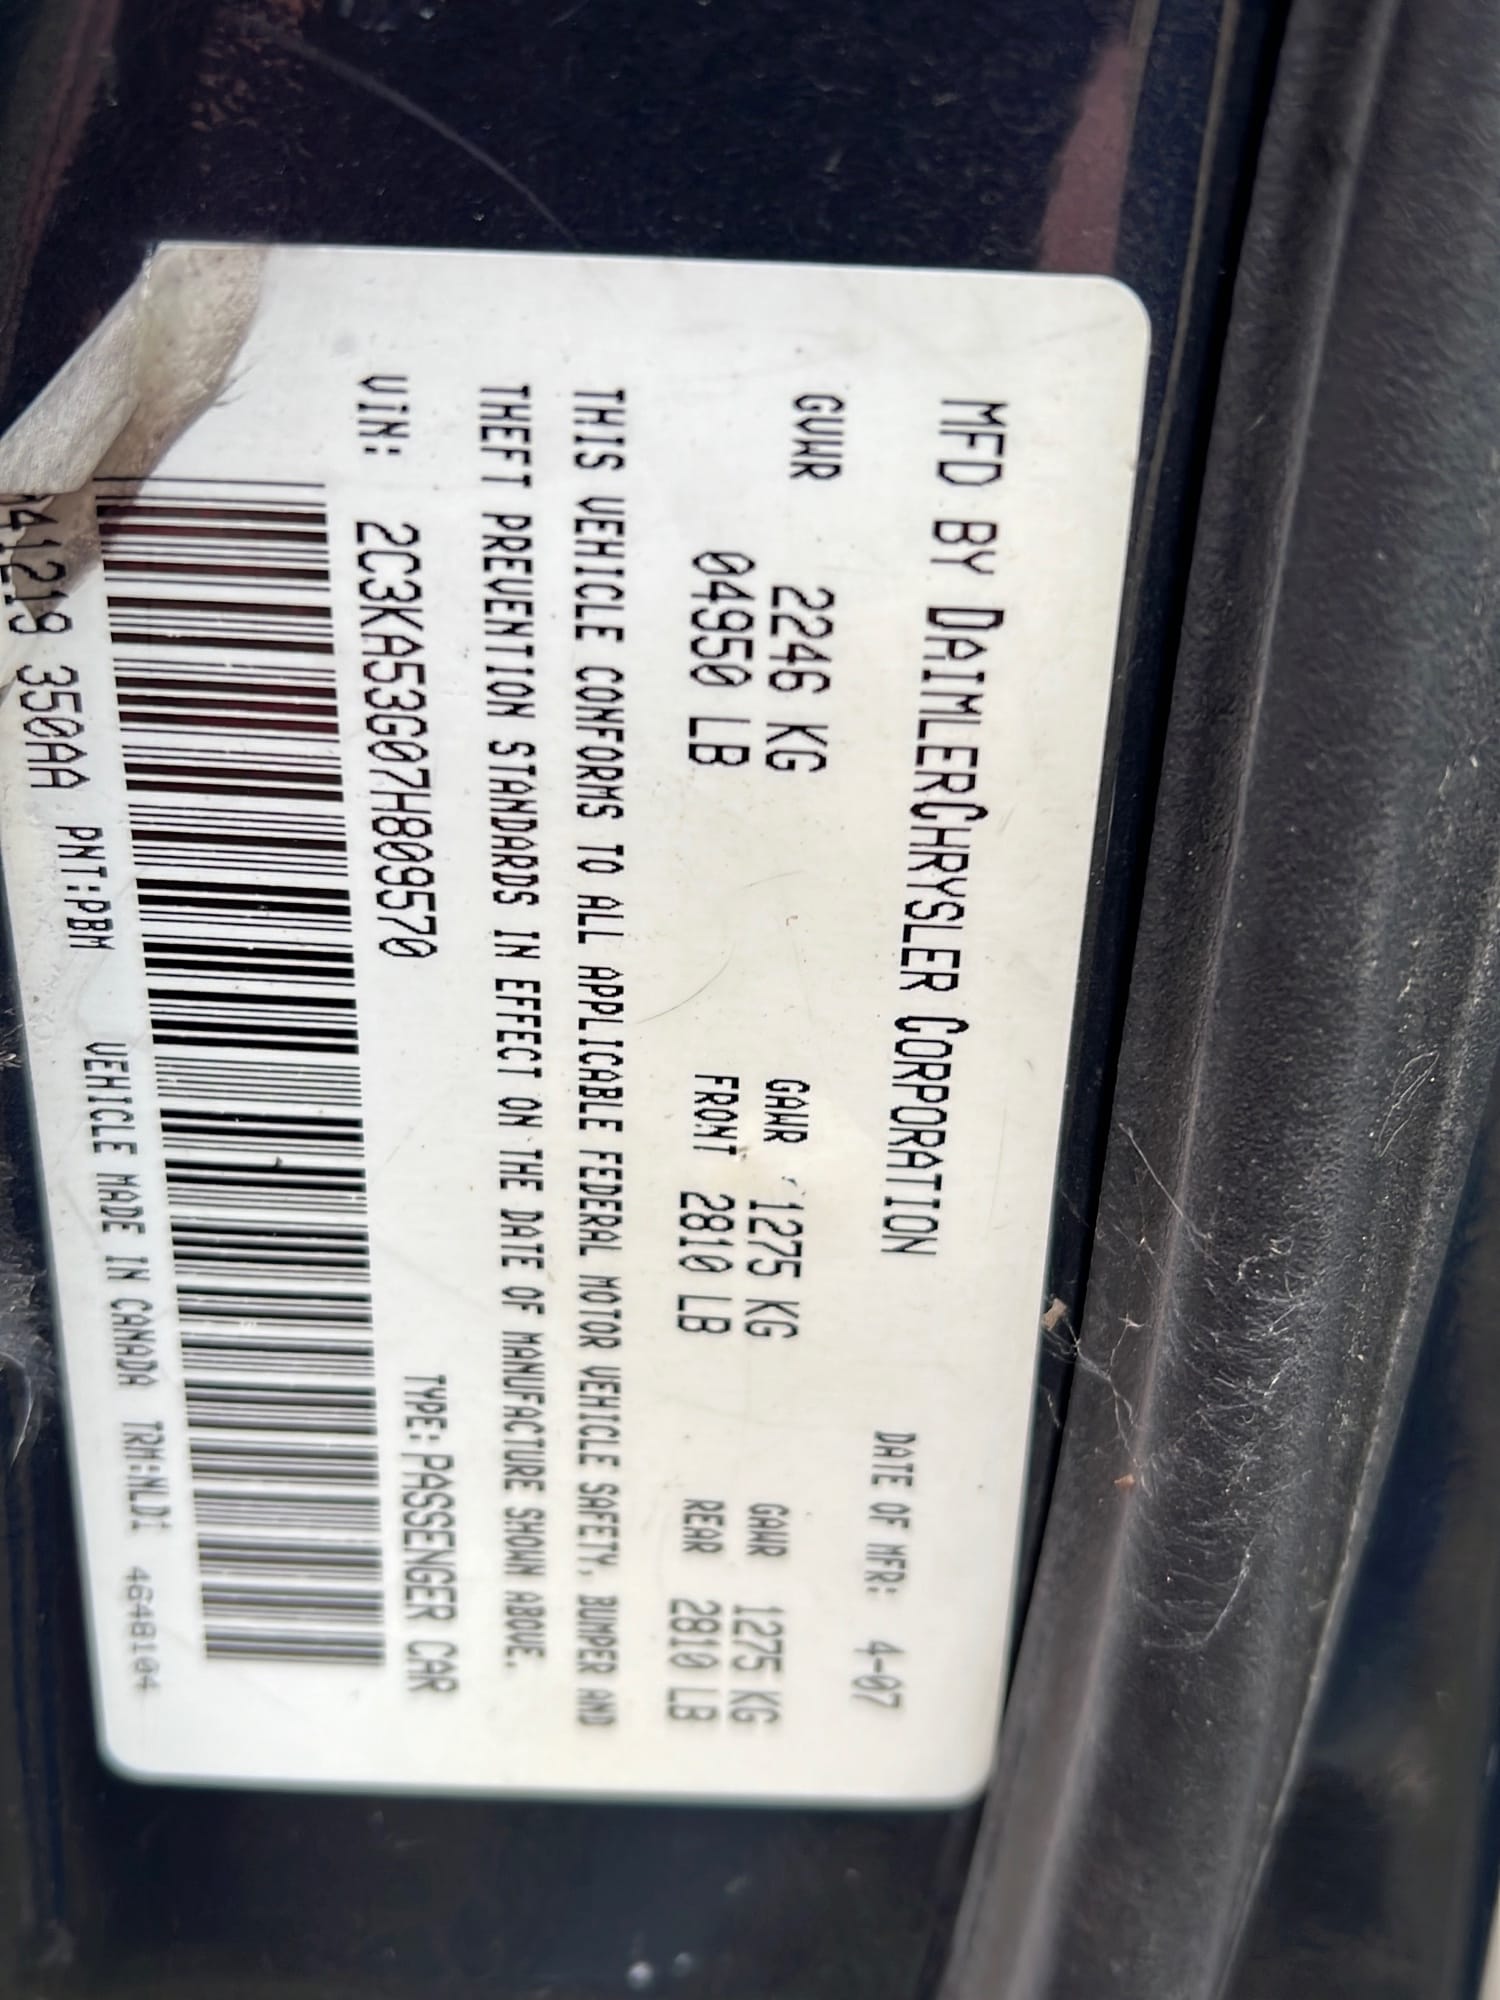 MFD BY DAIMLERCHRYSLER CORPORATION DATE OF MFR: 4-07
GVWR 2246 KG GAWR 1275 KG GAWR 1275 KG
04950 LB FRONT 2810 LB REAR 2810 LB
THIS VEHICLE CONFORMS TO ALL APPLICABLE FEDERAL MOTOR VEHICLE SAFETY, BUMPER AND
THEFT PREVENTION STANDARDS IN EFFECT ON THE DATE OF MANUFACTURE SHOWN ABOVE.
VIN: 2C3KA53G07H809570 TYPE: PASSENGER CAR
041219 350AA PNT:PBM VEHICLE MADE IN CANADA TRM:MLD1 4648104